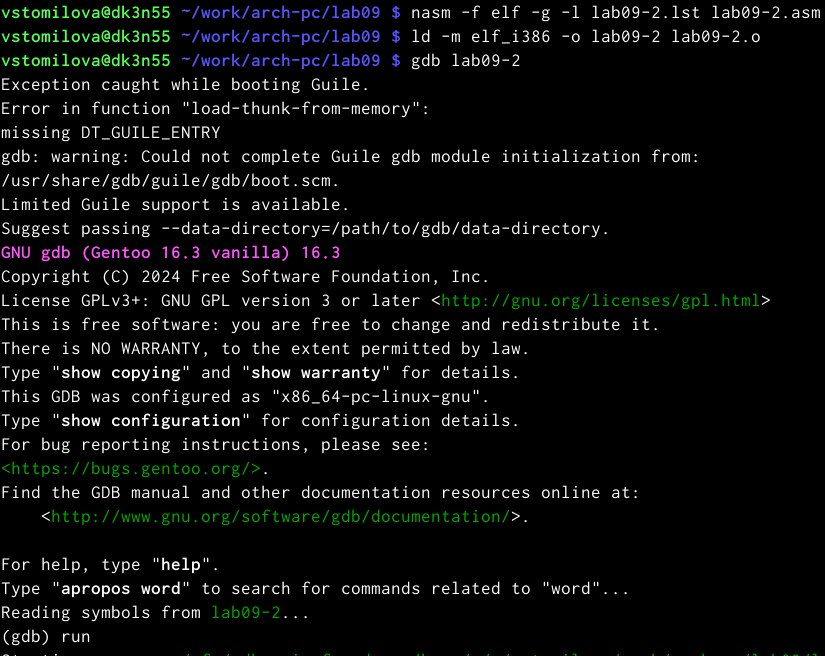 vstomilova@dk3n55 ~/work/arch-pc/lab09 $ nasm -f elf -g -l lab09-2.lst lab09-2.asm
vstomilova@dk3n55 ~/work/arch-pc/lab09 $ ld -m elf_i386 -o lab09-2 lab09-2.o
vstomilova@dk3n55 ~/work/arch-pc/lab09 $ gdb lab09-2
Exception caught while booting Guile.
Error in function "load-thunk-from-memory":
missing DT_GUILE_ENTRY
gdb: warning: Could not complete Guile gdb module initialization from:
/usr/share/gdb/guile/gdb/boot.scm.
Limited Guile support is available.
Suggest passing --data-directory=/path/to/gdb/data-directory.
GNU gdb (Gentoo 16.3 vanilla) 16.3
Copyright (C) 2024 Free Software Foundation, Inc.
License GPLv3+: GNU GPL version 3 or later <http://gnu.org/licenses/gpl.html>
This is free software: you are free to change and redistribute it.
There is NO WARRANTY, to the extent permitted by law.
Type "show copying" and "show warranty" for details.
This GDB was configured as "x86_64-pc-linux-gnu".
Type "show configuration" for configuration details.
For bug reporting instructions, please see:
<https://bugs.gentoo.org/>.
Find the GDB manual and other documentation resources online at:
    <http://www.gnu.org/software/gdb/documentation/>.

For help, type "help".
Type "apropos word" to search for commands related to "word"...
Reading symbols from lab09-2...
(gdb) run